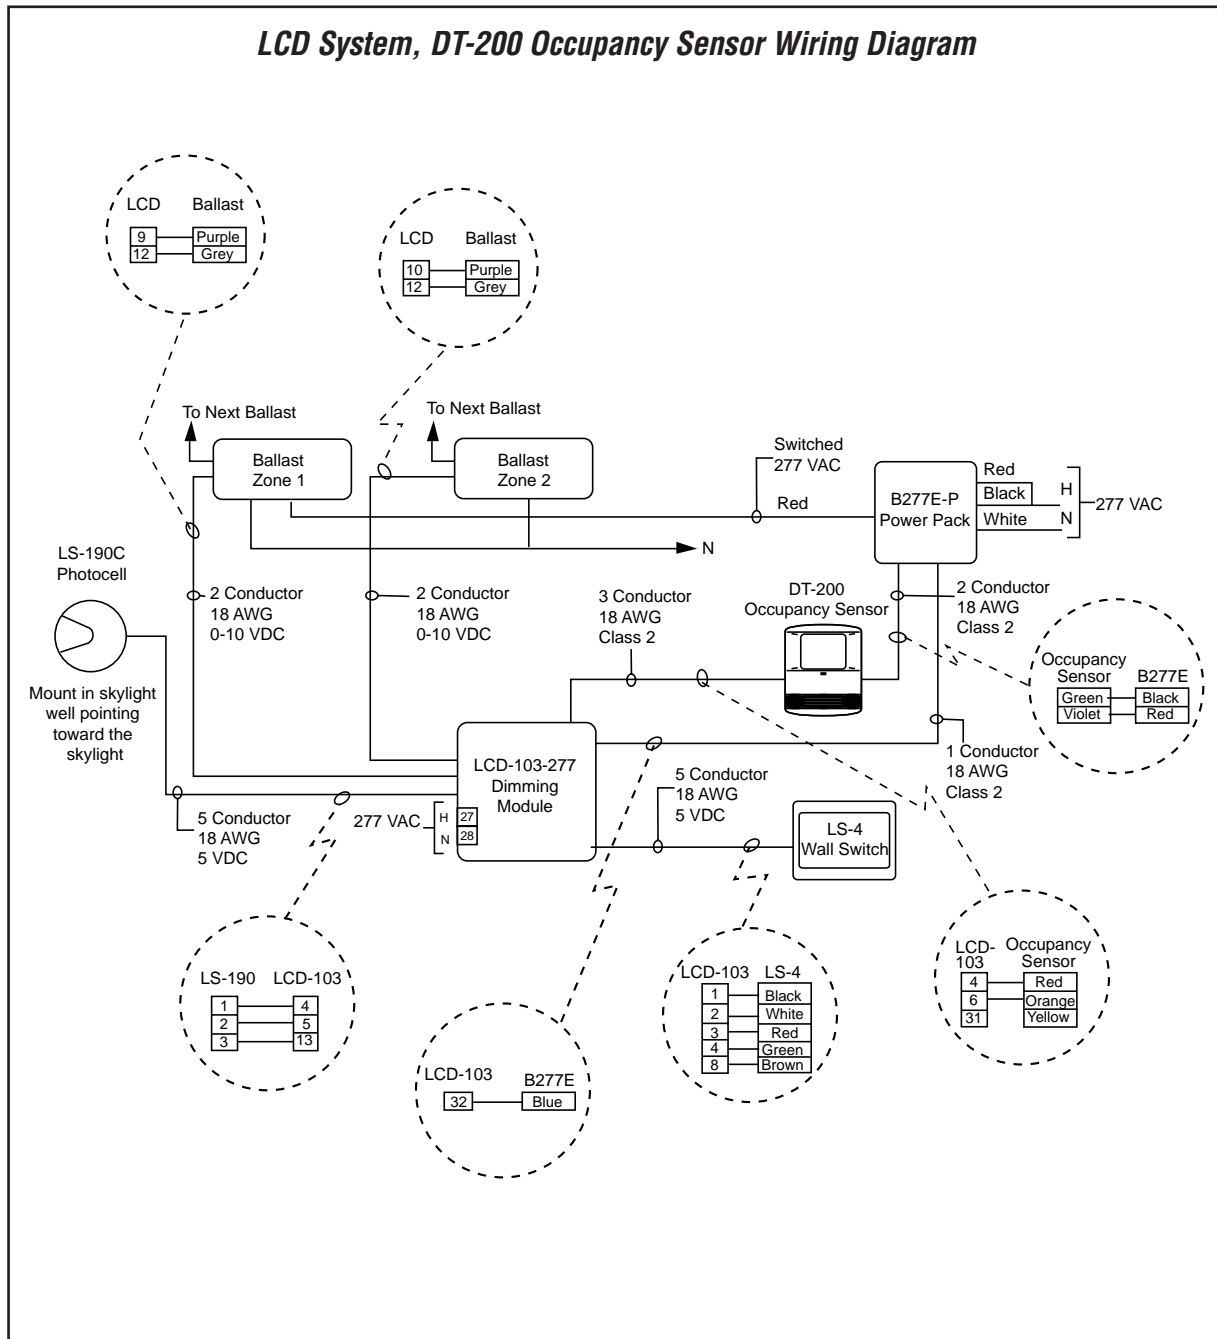 LCD System, DT-200 Occupancy Sensor Wiring Diagram
LCD Ballast
9 Purple
12 Grey
LCD Ballast
10 Purple
12 Grey
To Next Ballast
To Next Ballast
Ballast
Zone 1
Ballast
Zone 2
Switched
277 VAC
Red
B277E-P
Power Pack
Red
Black
White
H
N
277 VAC
N
LS-190C
Photocell
Mount in skylight
well pointing
toward the
skylight
2 Conductor
18 AWG
0-10 VDC
2 Conductor
18 AWG
0-10 VDC
3 Conductor
18 AWG
Class 2
DT-200
Occupancy Sensor
2 Conductor
18 AWG
Class 2
Occupancy
Sensor
B277E
Green Black
Violet Red
1 Conductor
18 AWG
Class 2
LCD-103-277
Dimming
Module
277 VAC
H 27
N 28
5 Conductor
18 AWG
5 VDC
5 Conductor
18 AWG
5 VDC
LS-4
Wall Switch
LS-190 LCD-103
1 4
2 5
3 13
LCD-103 B277E
32 Blue
LCD-103 LS-4
1 Black
2 White
3 Red
4 Green
8 Brown
LCD-
103
Occupancy
Sensor
4 Red
6 Orange
31 Yellow